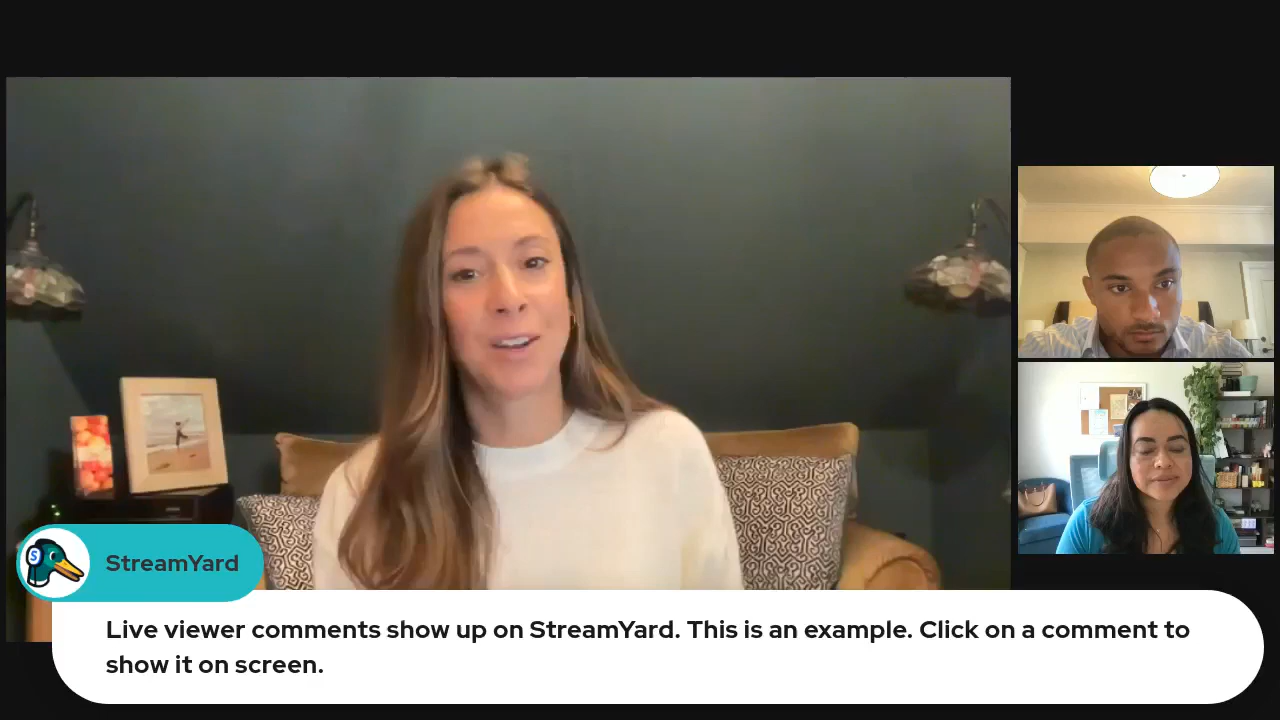 StreamYard
Live viewer comments show up on StreamYard. This is an example. Click on a comment to
show it on screen.